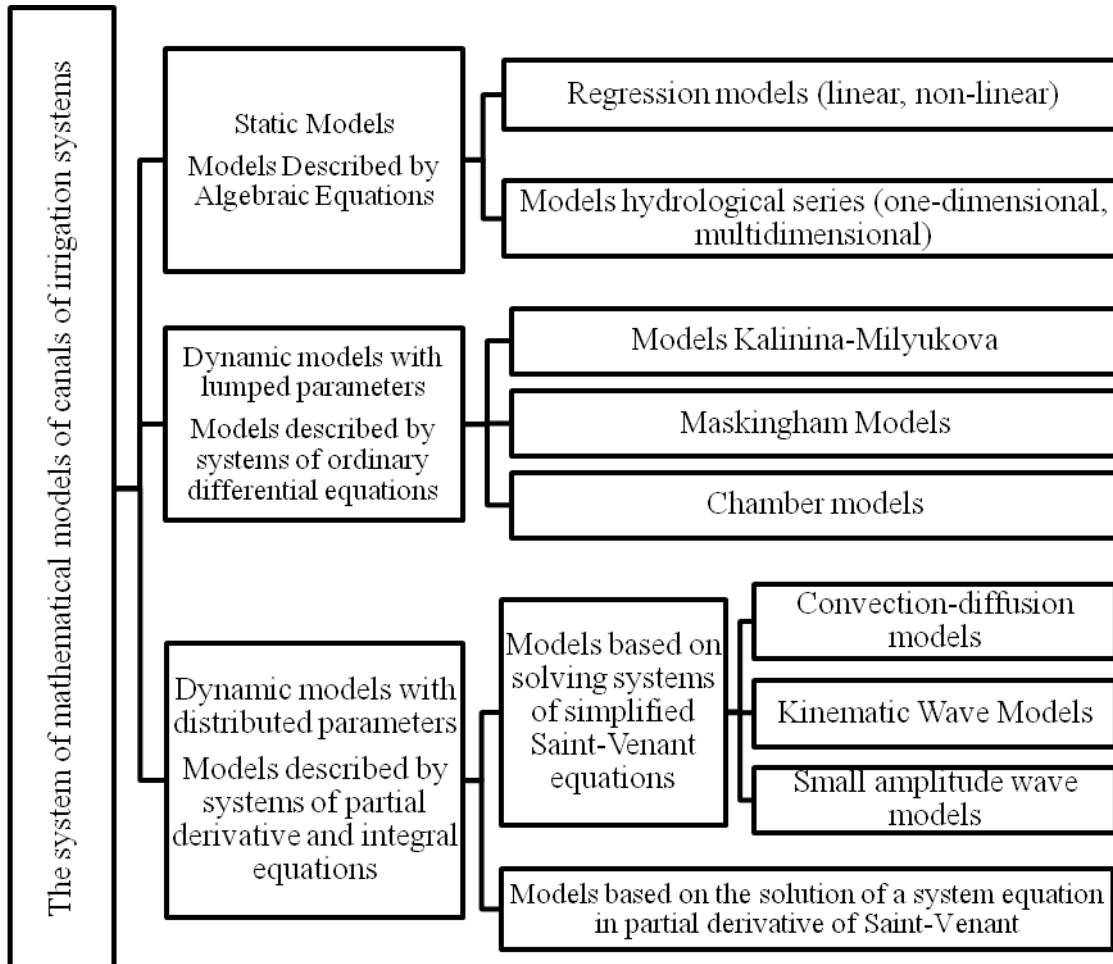 The system of mathematical models of canals of irrigation systems
Static Models
Models Described by
Algebraic Equations
Regression models (linear, non-linear)
Models hydrological series (one-dimensional,
multidimensional)
Dynamic models with
lumped parameters
Models described by
systems of ordinary
differential equations
Models Kalinina-Milyukova
Maskingham Models
Chamber models
Dynamic models with
distributed parameters
Models described by
systems of partial
derivative and integral
equations
Models based on
solving systems
of simplified
Saint-Venant
equations
Convection-diffusion
models
Kinematic Wave Models
Small amplitude wave
models
Models based on the solution of a system equation
in partial derivative of Saint-Venant